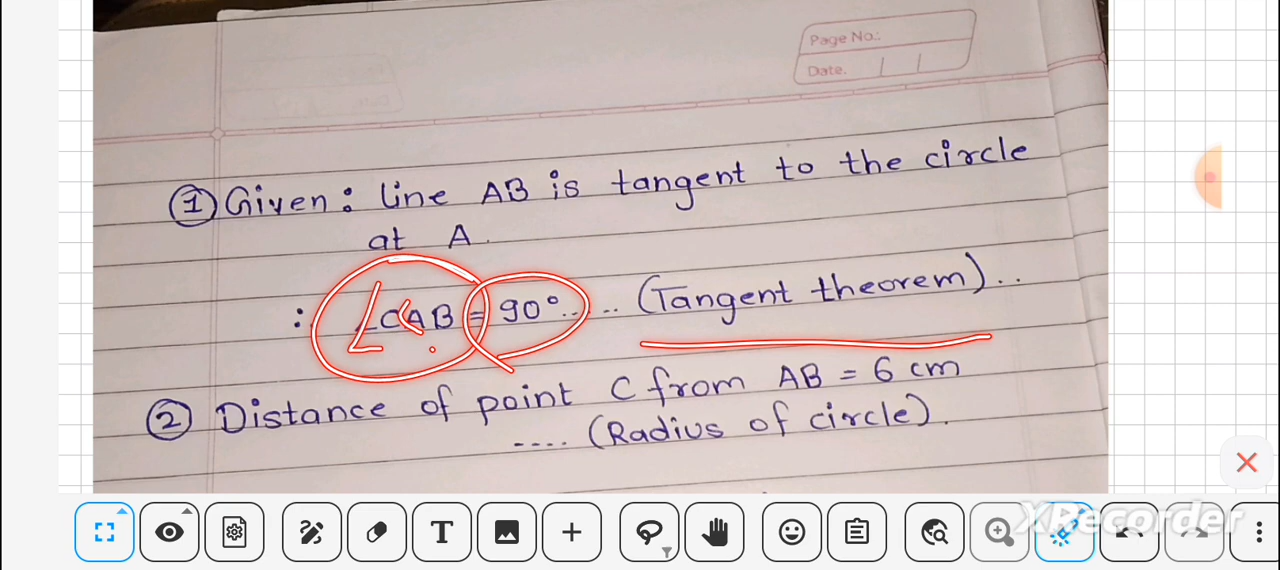 Page No.:
Date.
① Given: line AB is tangent to the circle
at A.
∴ ∠CAB = 90° .... (Tangent theorem)..
② Distance of point C from AB = 6 cm
.... (Radius of circle).
T
XRecorder